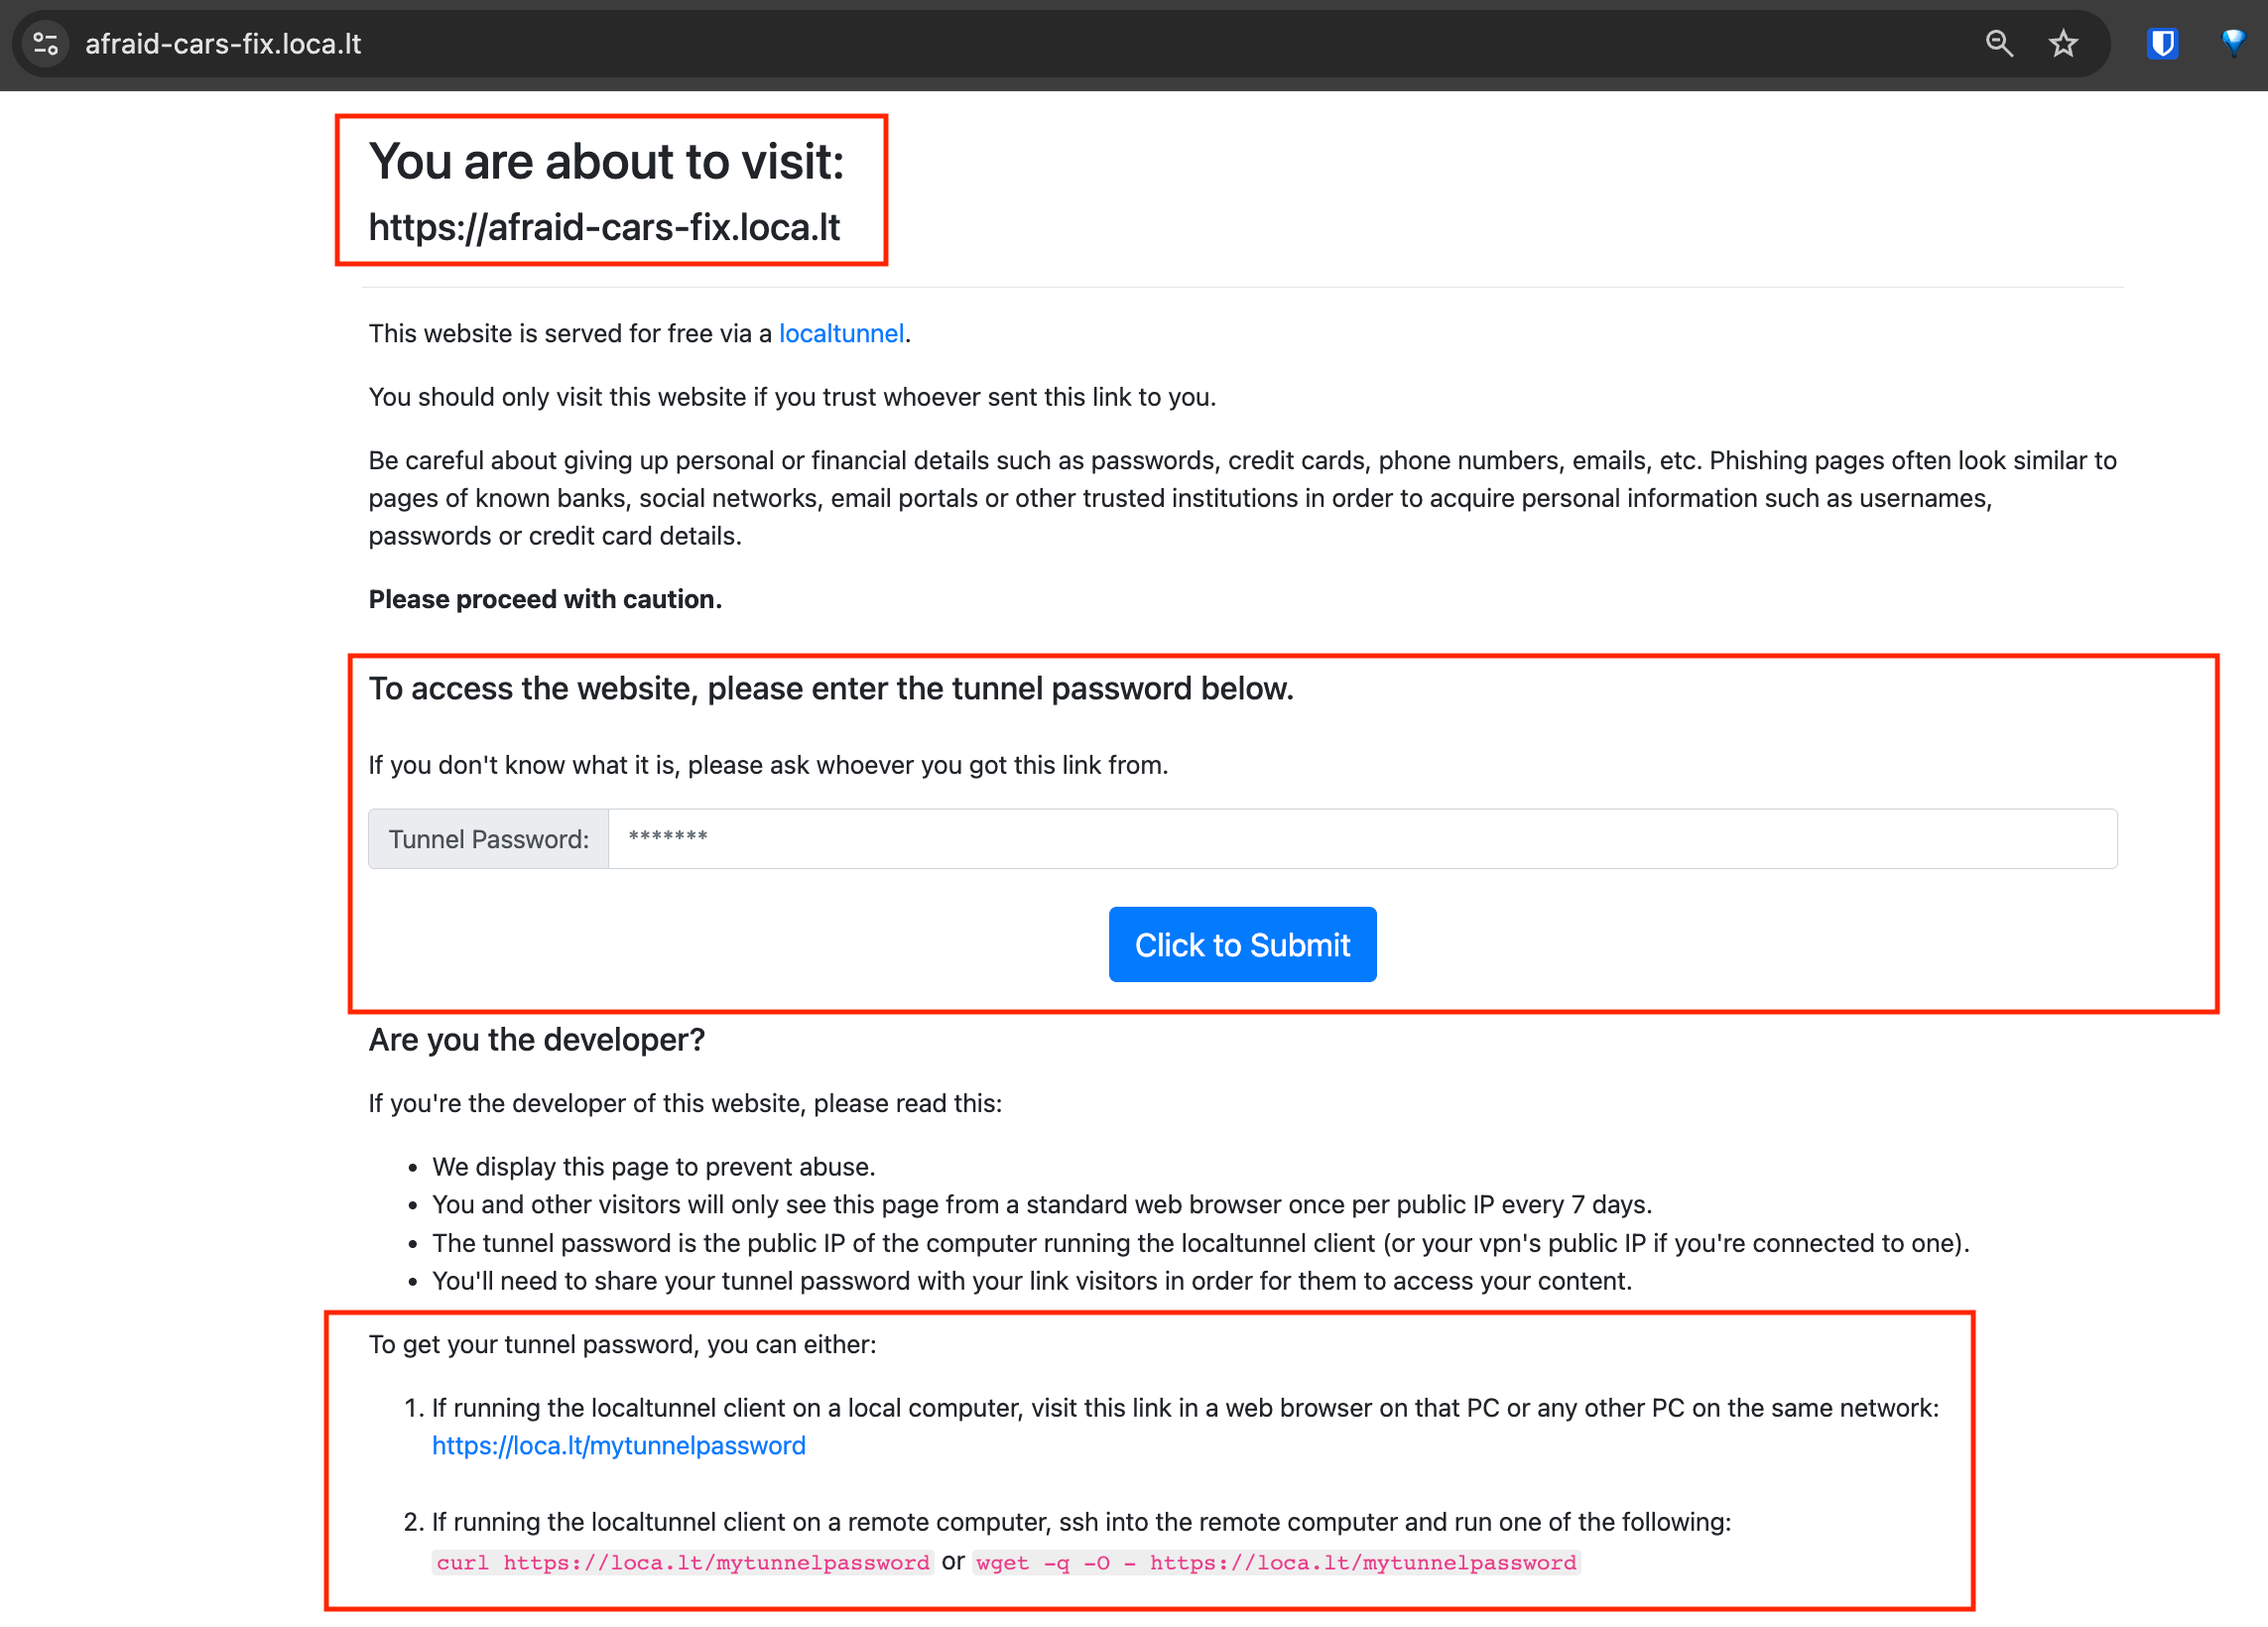 afraid-cars-fix.loca.lt
You are about to visit:
https://afraid-cars-fix.loca.lt
This website is served for free via a localtunnel.
You should only visit this website if you trust whoever sent this link to you.
Be careful about giving up personal or financial details such as passwords, credit cards, phone numbers, emails, etc. Phishing pages often look similar to
pages of known banks, social networks, email portals or other trusted institutions in order to acquire personal information such as usernames,
passwords or credit card details.
Please proceed with caution.
To access the website, please enter the tunnel password below.
If you don't know what it is, please ask whoever you got this link from.
Tunnel Password: *******
Click to Submit
Are you the developer?
If you're the developer of this website, please read this:
• We display this page to prevent abuse.
• You and other visitors will only see this page from a standard web browser once per public IP every 7 days.
• The tunnel password is the public IP of the computer running the localtunnel client (or your vpn's public IP if you're connected to one).
• You'll need to share your tunnel password with your link visitors in order for them to access your content.
To get your tunnel password, you can either:
1. If running the localtunnel client on a local computer, visit this link in a web browser on that PC or any other PC on the same network:
https://loca.lt/mytunnelpassword
2. If running the localtunnel client on a remote computer, ssh into the remote computer and run one of the following:
curl https://loca.lt/mytunnelpassword or wget -q -O - https://loca.lt/mytunnelpassword